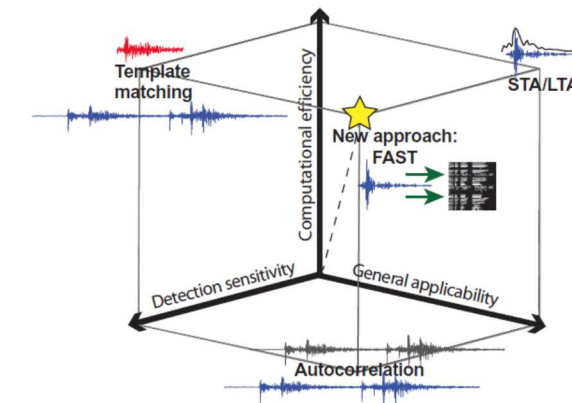 Template
matching
STA/LTA
Computational efficiency
New approach:
FAST
Detection sensitivity
General applicability
Autocorrelation